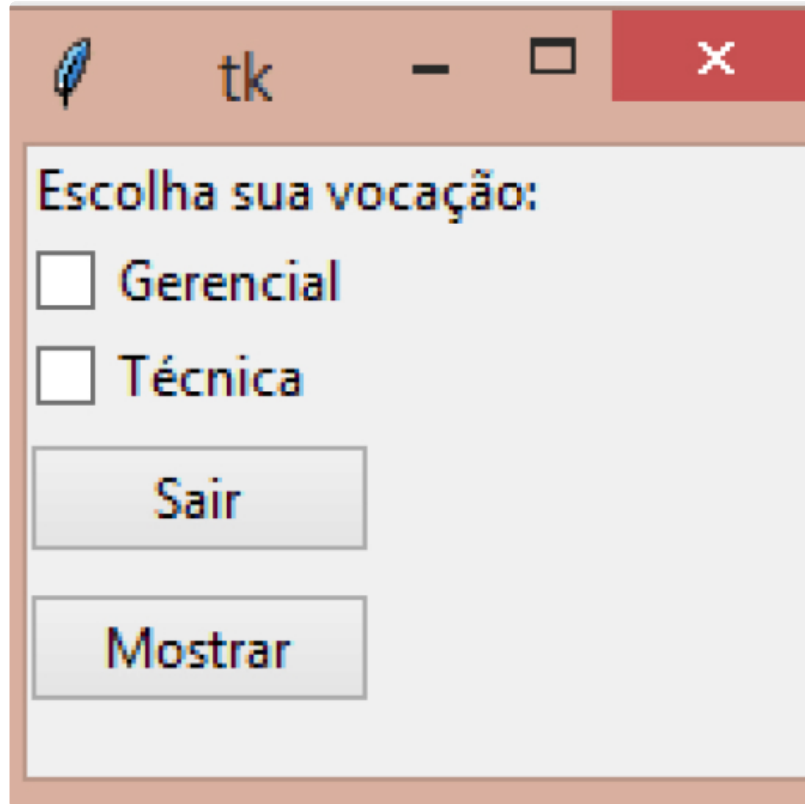 tk
Escolha sua vocação:
Gerencial
Técnica
Sair
Mostrar